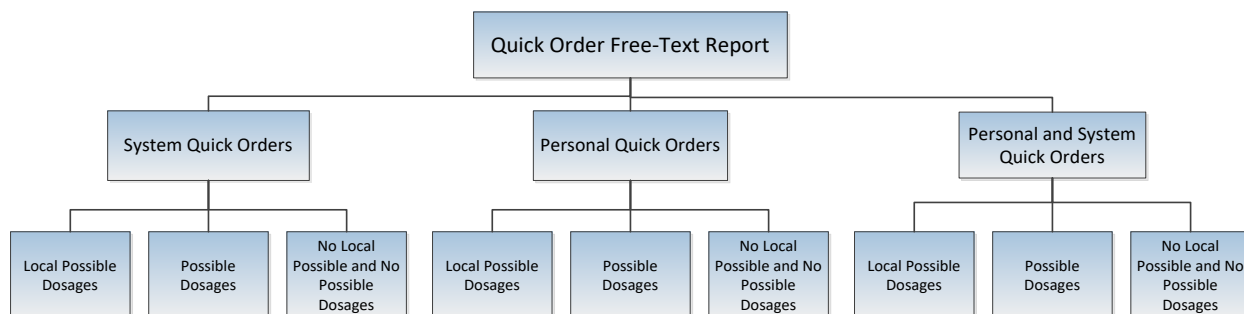 Quick Order Free-Text Report
System Quick Orders
Personal Quick Orders
Personal and System
Quick Orders
Local Possible
Dosages
Possible
Dosages
No Local
Possible and No
Possible
Dosages
Local Possible
Dosages
Possible
Dosages
No Local
Possible and No
Possible
Dosages
Local Possible
Dosages
Possible
Dosages
No Local
Possible and No
Possible
Dosages